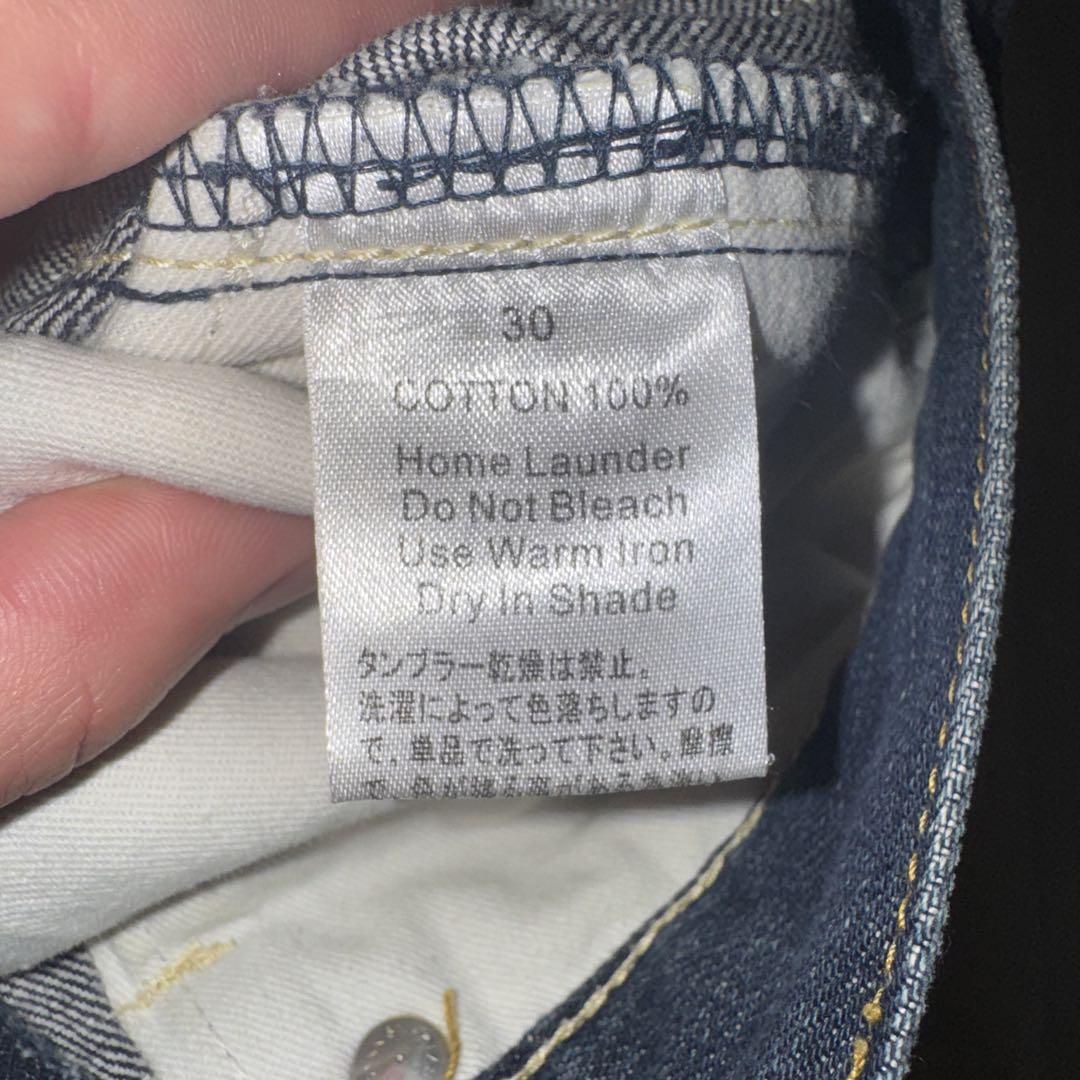 30
COTTON 100%
Home Launder
Do Not Bleach
Use Warm Iron
Dry In Shade
タンブラー乾燥は禁止。
洗濯によって色落ちしますの
で、単品で洗って下さい。摩擦